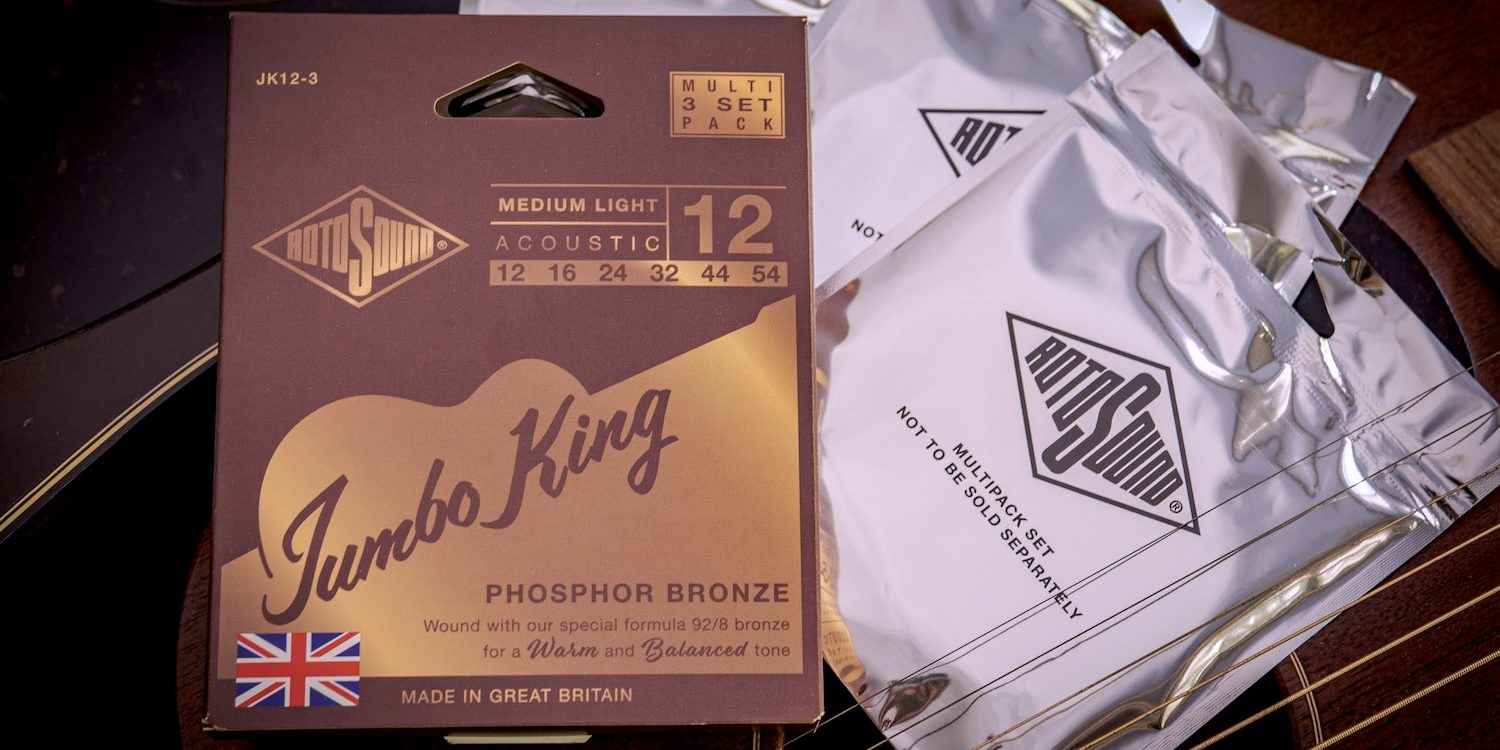 JK12-3
MULTI
3 SET
PACK
ROTOSOUND®
MEDIUM LIGHT
ACOUSTIC
12
12 16 24 32 44 54
Jumbo King
PHOSPHOR BRONZE
Wound with our special formula 92/8 bronze
for a Warm and Balanced tone
MADE IN GREAT BRITAIN
ROTO
NOT
ROTOSOUND®
MULTIPACK SET
NOT TO BE SOLD SEPARATELY